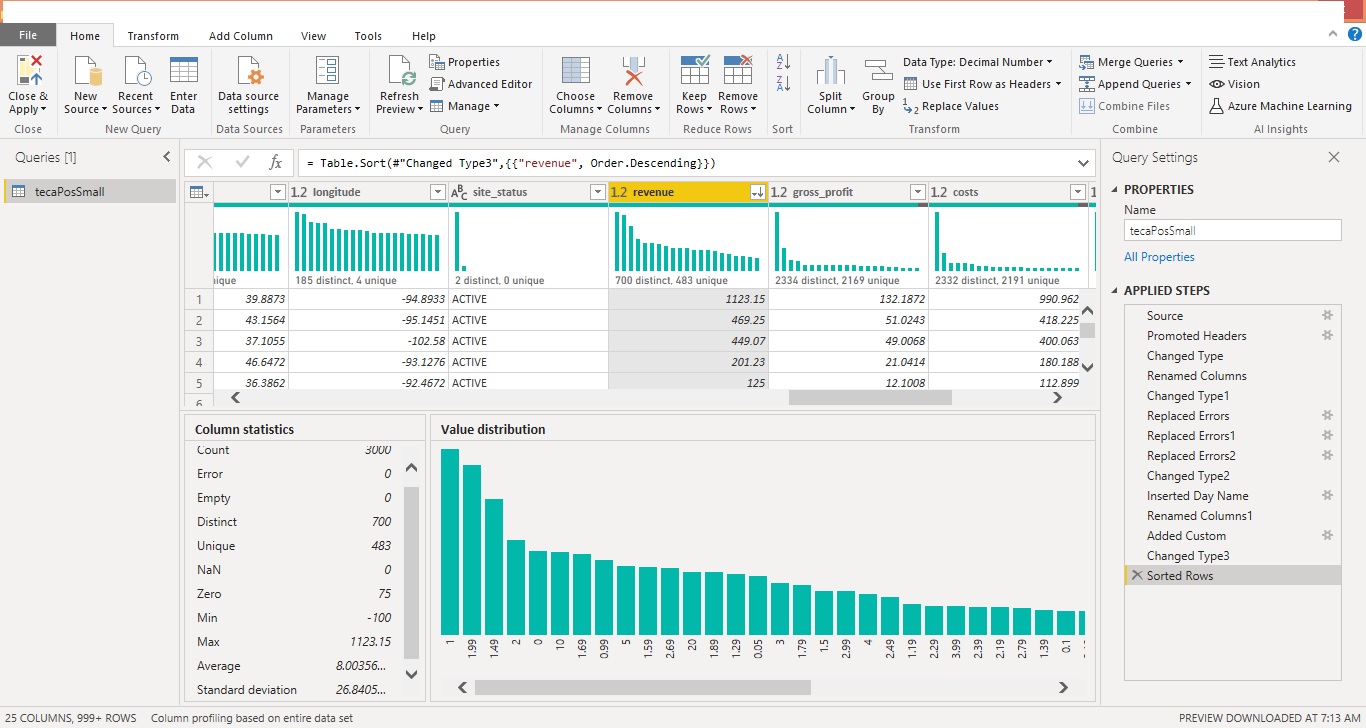 File Home Transform Add Column View Tools Help
Close & Apply
New Source
Recent Sources
Enter Data
Data source settings
Manage Parameters
Refresh Preview
Properties
Advanced Editor
Manage
Choose Columns
Remove Columns
Keep Rows
Remove Rows
Split Column
Group By
Data Type: Decimal Number
Use First Row as Headers
Replace Values
Merge Queries
Append Queries
Combine Files
Text Analytics
Vision
Azure Machine Learning
Close New Query Data Sources Parameters Query Manage Columns Reduce Rows Sort Transform Combine AI Insights
Queries [1]
tecaPosSmall
fx = Table.Sort(#"Changed Type3",{{"revenue", Order.Descending}})
1.2 longitude ABC site_status 1.2 revenue 1.2 gross_profit 1.2 costs
185 distinct, 4 unique 2 distinct, 0 unique 700 distinct, 483 unique 2334 distinct, 2169 unique 2332 distinct, 2191 unique
1 39.8873 -94.8933 ACTIVE 1123.15 132.1872 990.962
2 43.1564 -95.1451 ACTIVE 469.25 51.0243 418.225
3 37.1055 -102.58 ACTIVE 449.07 49.0068 400.063
4 46.6472 -93.1276 ACTIVE 201.23 21.0414 180.188
5 36.3862 -92.4672 ACTIVE 125 12.1008 112.899
6
Column statistics
Count 3000
Error 0
Empty 0
Distinct 700
Unique 483
NaN 0
Zero 75
Min -100
Max 1123.15
Average 8.00356...
Standard deviation 26.8405...
Value distribution
1 1.99 1.49 2 0 10 1.69 0.99 5 1.59 2.69 20 1.89 1.29 0.05 3 1.79 1.5 2.99 4 2.49 1.19 2.29 3.99 2.39 2.19 2.79 1.39 0.1
Query Settings
PROPERTIES
Name
tecaPosSmall
All Properties
APPLIED STEPS
Source
Promoted Headers
Changed Type
Renamed Columns
Changed Type1
Replaced Errors
Replaced Errors1
Replaced Errors2
Changed Type2
Inserted Day Name
Renamed Columns1
Added Custom
Changed Type3
Sorted Rows
25 COLUMNS, 999+ ROWS Column profiling based on entire data set PREVIEW DOWNLOADED AT 7:13 AM